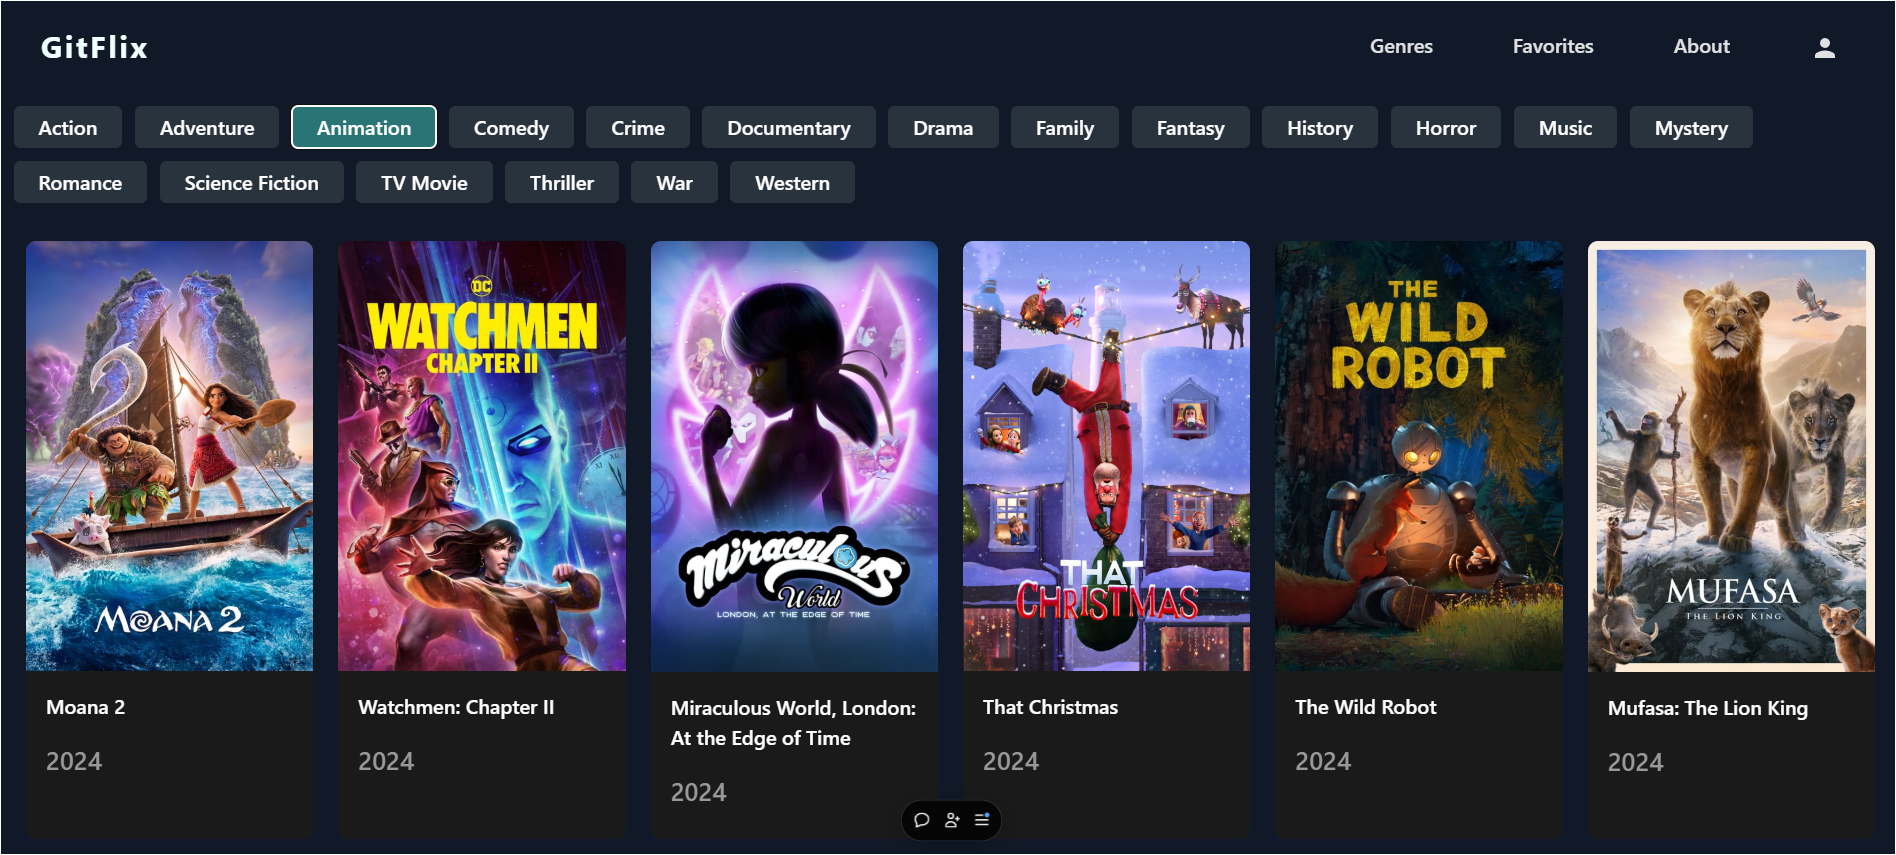 GitFlix
Genres Favorites About
Action Adventure Animation Comedy Crime Documentary Drama Family Fantasy History Horror Music Mystery
Romance Science Fiction TV Movie Thriller War Western
MOANA 2
DC
WATCHMEN
CHAPTER II
XII
XI
Miraculous
World
LONDON, AT THE EDGE OF TIME
THAT
CHRISTMAS
THE
WILD
ROBOT
MUFASA
THE LION KING
Moana 2
2024
Watchmen: Chapter II
2024
Miraculous World, London:
At the Edge of Time
2024
That Christmas
2024
The Wild Robot
2024
Mufasa: The Lion King
2024